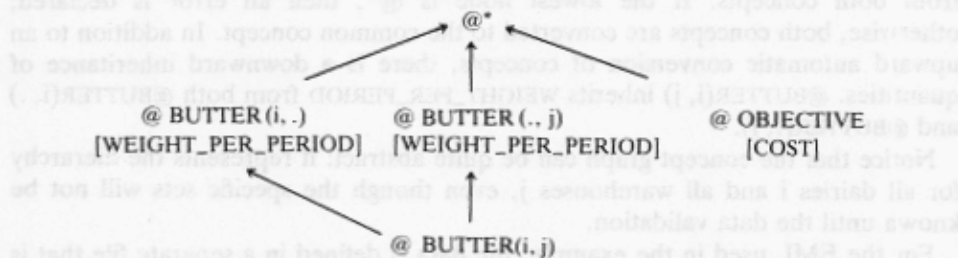 @*
@ BUTTER (i, .) @ BUTTER (., j) @ OBJECTIVE
[WEIGHT_PER_PERIOD] [WEIGHT_PER_PERIOD] [COST]
@ BUTTER(i, j)